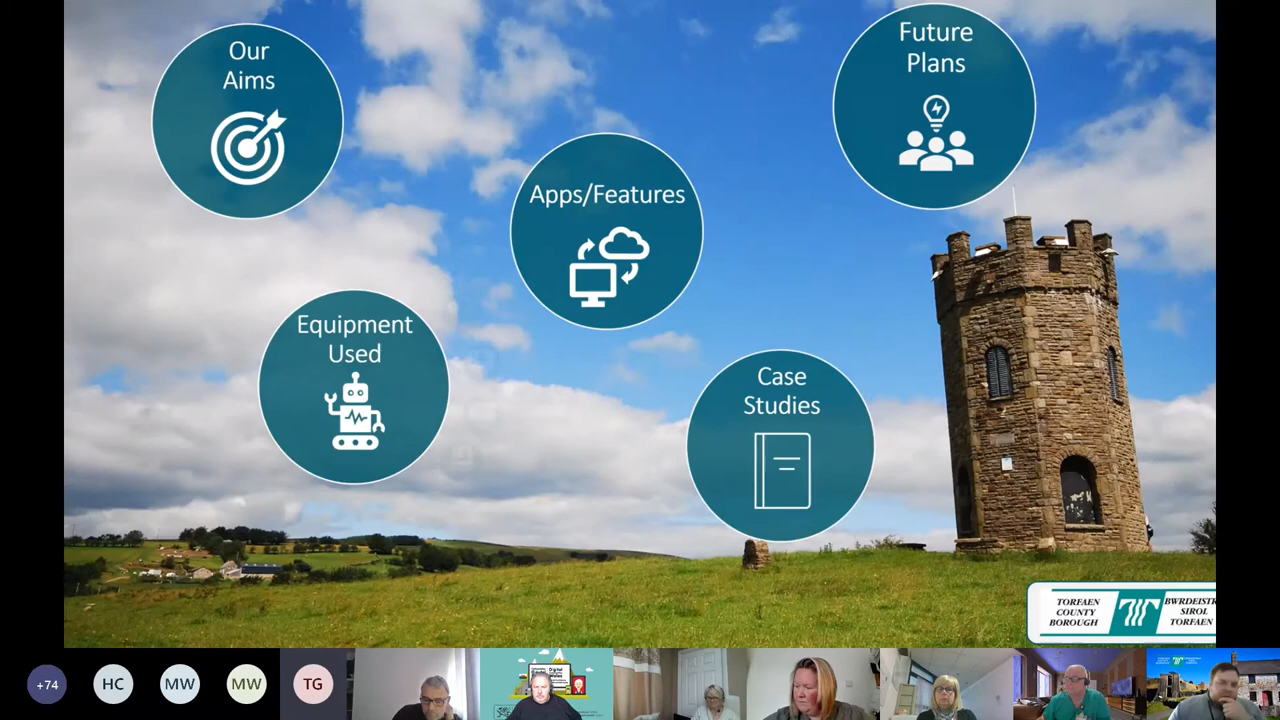 Our
Aims
Future
Plans
Apps/Features
Equipment
Used
Case
Studies
TORFAEN
COUNTY
BOROUGH
BWRDEISTR
SIROL
TORFAEN
+74
HC
MW
MW
TG